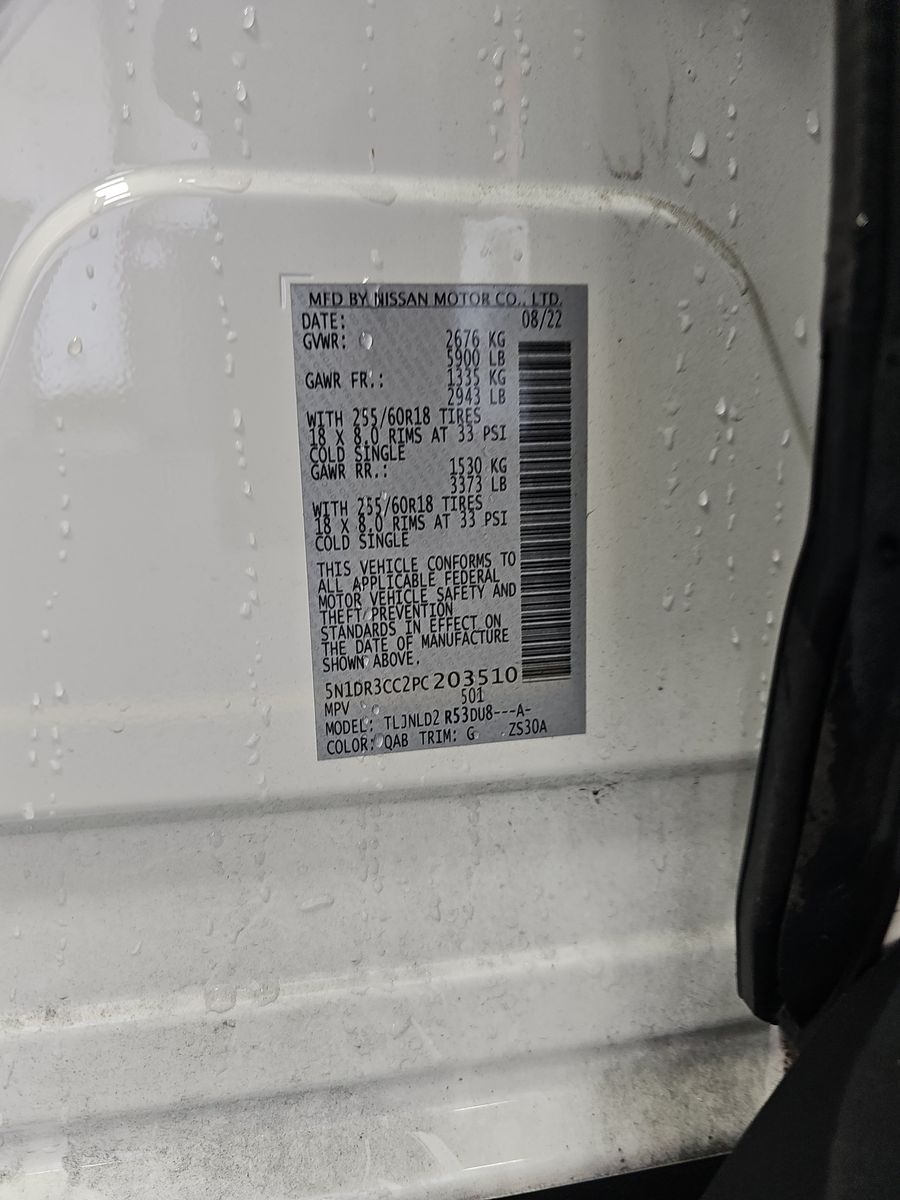 MFD BY NISSAN MOTOR CO., LTD.
DATE: 08/22
GVWR: 2676 KG
5900 LB
GAWR FR.: 1335 KG
2943 LB
WITH 255/60R18 TIRES
18 X 8.0 RIMS AT 33 PSI
COLD SINGLE
GAWR RR.: 1530 KG
3373 LB
WITH 255/60R18 TIRES
18 X 8.0 RIMS AT 33 PSI
COLD SINGLE
THIS VEHICLE CONFORMS TO
ALL APPLICABLE FEDERAL
MOTOR VEHICLE SAFETY AND
THEFT PREVENTION
STANDARDS IN EFFECT ON
THE DATE OF MANUFACTURE
SHOWN ABOVE.
5N1DR3CC2PC203510
MPV 501
MODEL: TLJNLD2 R53DU8---A-
COLOR: QAB TRIM: G ZS30A